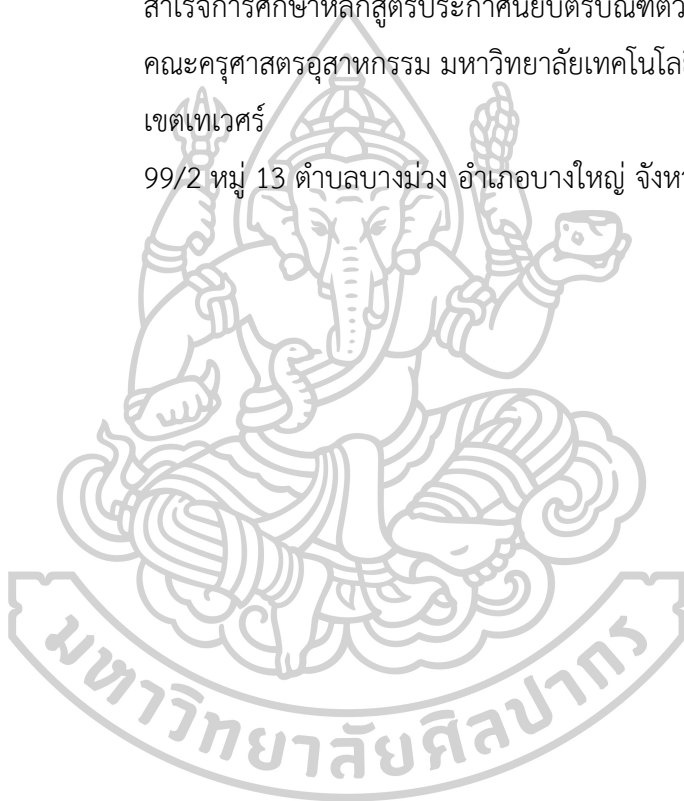 สำเร็จการศึกษาหลักสูตรประกาศนียบัตรบัณฑิตว
คณะครุศาสตรอุสาหกรรม มหาวิทยาลัยเทคโนโล
เขตเทเวศร์
99/2 หมู่ 13 ตำบลบางม่วง อำเภอบางใหญ่ จังห
มหาวิทยาลัยศิลปากร